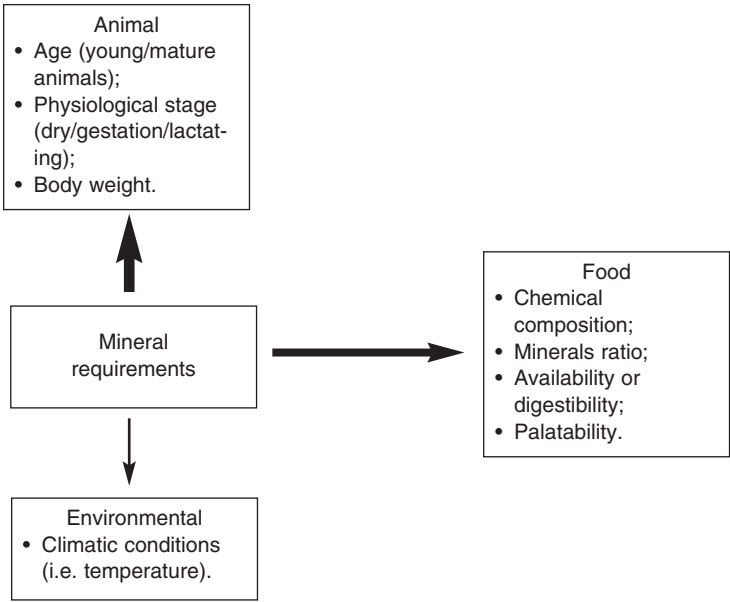 Animal
• Age (young/mature
animals);
• Physiological stage
(dry/gestation/lactat-
ing);
• Body weight.
Mineral
requirements
Food
• Chemical
composition;
• Minerals ratio;
• Availability or
digestibility;
• Palatability.
Environmental
• Climatic conditions
(i.e. temperature).